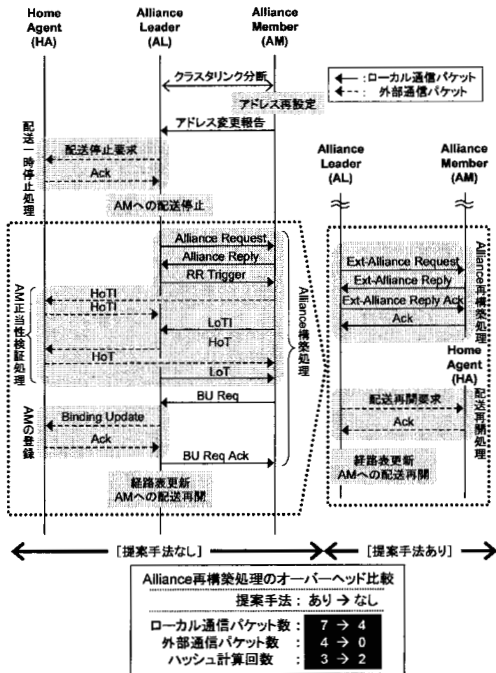 Home
Agent
(HA)
Alliance
Leader
(AL)
Alliance
Member
(AM)
クラスタリンク分断
アドレス再設定
アドレス変更報告
配送一時停止処理
配送停止要求
Ack
AMへの配送停止
←:ローカル通信パケット
←--:外部通信パケット
Alliance Request
Alliance Reply
RR Trigger
HoTI
HoTI
LoTI
HoT
HoT
LoT
AM正当性検証処理
BU Req
Binding Update
Ack
BU Req Ack
AMの登録
Alliance構築処理
経路表更新
AMへの配送再開
Alliance
Leader
(AL)
Alliance
Member
(AM)
Ext-Alliance Request
Ext-Alliance Reply
Ext-Alliance Reply Ack
Ack
Alliance再構築処理
Home
Agent
(HA)
配送再開要求
Ack
配送再開処理
経路表更新
AMへの配送再開
[提案手法なし]
[提案手法あり]
Alliance再構築処理のオーバーヘッド比較
提案手法 : あり → なし
ローカル通信パケット数 : 7 → 4
外部通信パケット数 : 4 → 0
ハッシュ計算回数 : 3 → 2